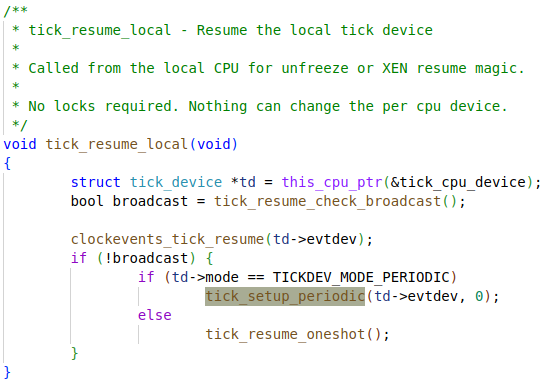 /**
 * tick_resume_local - Resume the local tick device
 *
 * Called from the local CPU for unfreeze or XEN resume magic.
 *
 * No locks required. Nothing can change the per cpu device.
 */
void tick_resume_local(void)
{
        struct tick_device *td = this_cpu_ptr(&tick_cpu_device);
        bool broadcast = tick_resume_check_broadcast();

        clockevents_tick_resume(td->evtdev);
        if (!broadcast) {
                if (td->mode == TICKDEV_MODE_PERIODIC)
                        tick_setup_periodic(td->evtdev, 0);
                else
                        tick_resume_oneshot();
        }
}